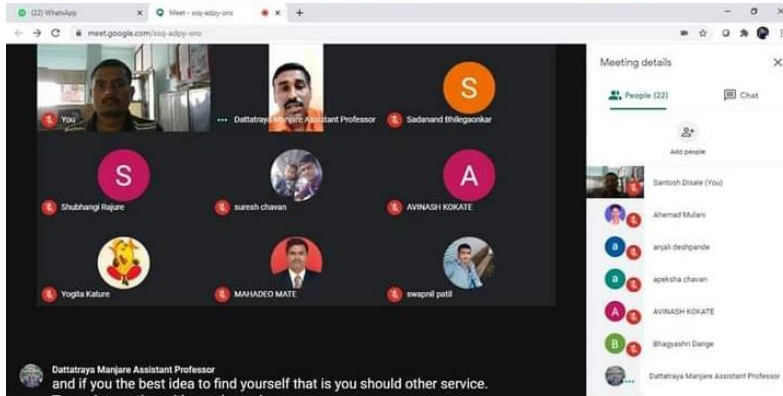 (22) WhatsApp
Meet - xsq-adpy-oro
meet.google.com/xsq-adpy-oro
You
Dattatraya Manjare Assistant Professor
S
Sadanand Bhilegaonkar
S
Shubhangi Rajure
suresh chavan
A
AVINASH KOKATE
Yogita Kature
MAHADEO MATE
swapnil patil
Dattatraya Manjare Assistant Professor
and if you the best idea to find yourself that is you should other service.
Meeting details
People (22)
Chat
Add people
Santosh Disale (You)
Ahemad Mulani
a
anjali deshpande
a
apeksha chavan
A
AVINASH KOKATE
B
Bhagyashri Dange
Dattatraya Manjare Assistant Professor